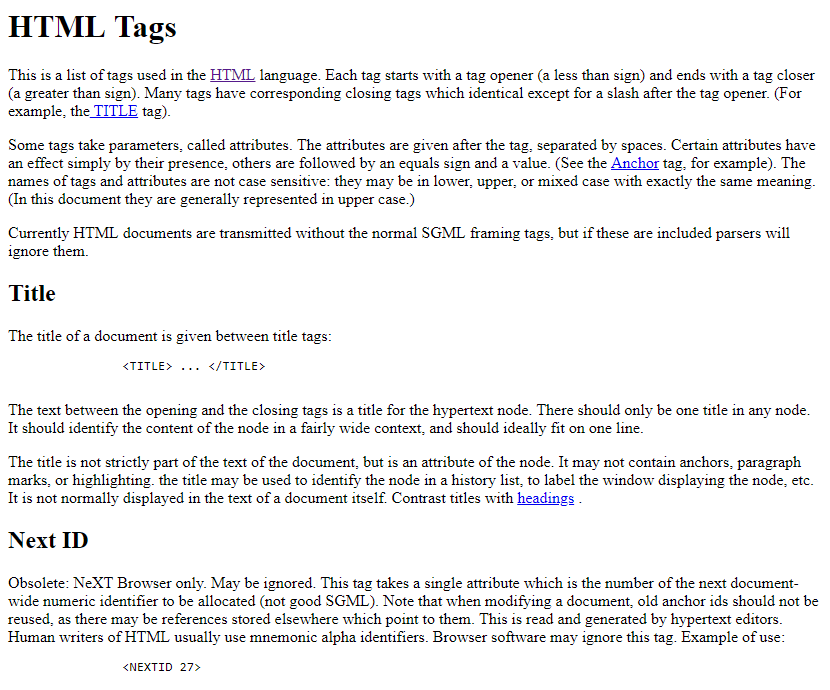 HTML Tags
This is a list of tags used in the HTML language. Each tag starts with a tag opener (a less than sign) and ends with a tag closer
(a greater than sign). Many tags have corresponding closing tags which identical except for a slash after the tag opener. (For
example, the TITLE tag).
Some tags take parameters, called attributes. The attributes are given after the tag, separated by spaces. Certain attributes have
an effect simply by their presence, others are followed by an equals sign and a value. (See the Anchor tag, for example). The
names of tags and attributes are not case sensitive: they may be in lower, upper, or mixed case with exactly the same meaning.
(In this document they are generally represented in upper case.)
Currently HTML documents are transmitted without the normal SGML framing tags, but if these are included parsers will
ignore them.
Title
The title of a document is given between title tags:
<TITLE> ... </TITLE>
The text between the opening and the closing tags is a title for the hypertext node. There should only be one title in any node.
It should identify the content of the node in a fairly wide context, and should ideally fit on one line.
The title is not strictly part of the text of the document, but is an attribute of the node. It may not contain anchors, paragraph
marks, or highlighting. the title may be used to identify the node in a history list, to label the window displaying the node, etc.
It is not normally displayed in the text of a document itself. Contrast titles with headings .
Next ID
Obsolete: NeXT Browser only. May be ignored. This tag takes a single attribute which is the number of the next document-
wide numeric identifier to be allocated (not good SGML). Note that when modifying a document, old anchor ids should not be
reused, as there may be references stored elsewhere which point to them. This is read and generated by hypertext editors.
Human writers of HTML usually use mnemonic alpha identifiers. Browser software may ignore this tag. Example of use:
<NEXTID 27>